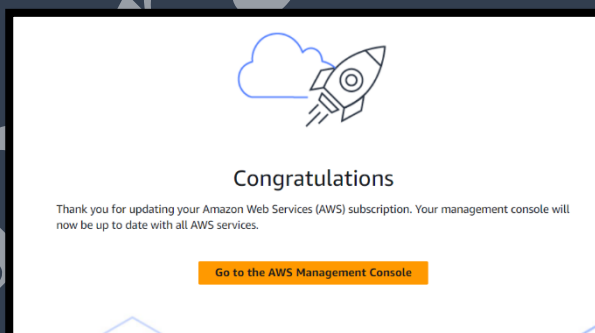 Congratulations
Thank you for updating your Amazon Web Services (AWS) subscription. Your management console will
now be up to date with all AWS services.
Go to the AWS Management Console